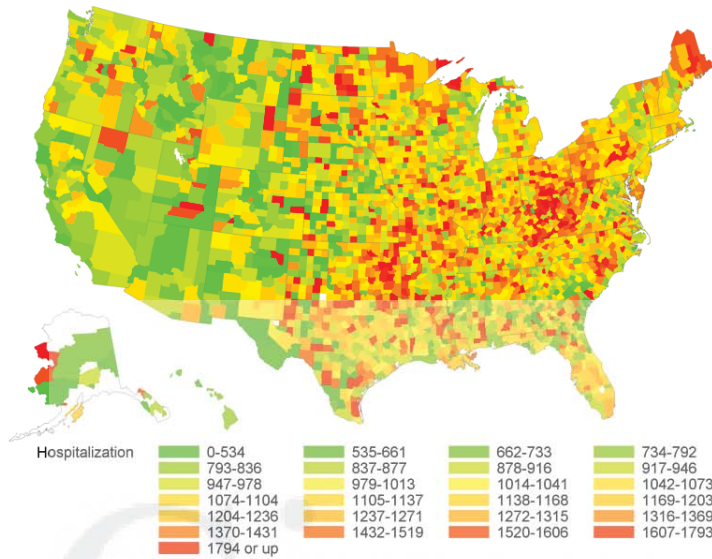 Hospitalization 0-534 535-661 662-733 734-792
793-836 837-877 878-916 917-946
947-978 979-1013 1014-1041 1042-1073
1074-1104 1105-1137 1138-1168 1169-1203
1204-1236 1237-1271 1272-1315 1316-1369
1370-1431 1432-1519 1520-1606 1607-1793
1794 or up